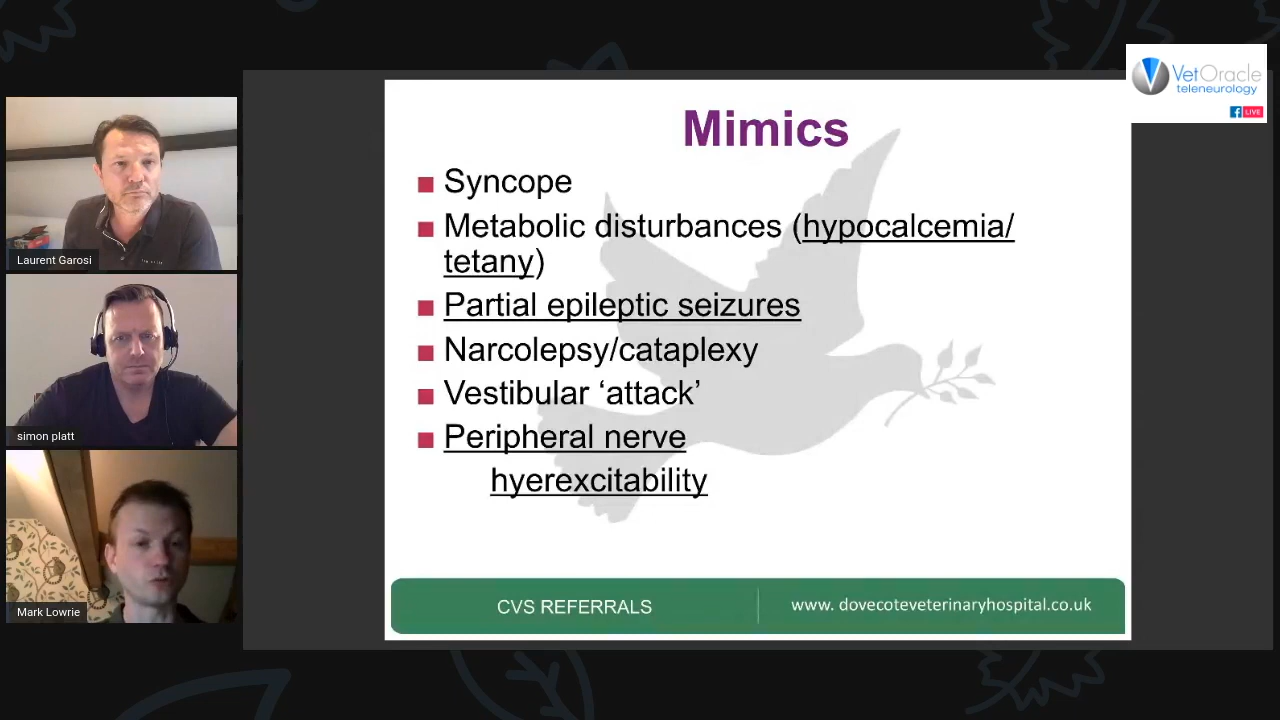 VetOracle
teleneurology
LIVE
Mimics
Syncope
Metabolic disturbances (hypocalcemia/
tetany)
Partial epileptic seizures
Narcolepsy/cataplexy
Vestibular ‘attack’
Peripheral nerve
hyerexcitability
CVS REFERRALS
www. dovecoteveterinaryhospital.co.uk
Laurent Garosi
simon platt
Mark Lowrie